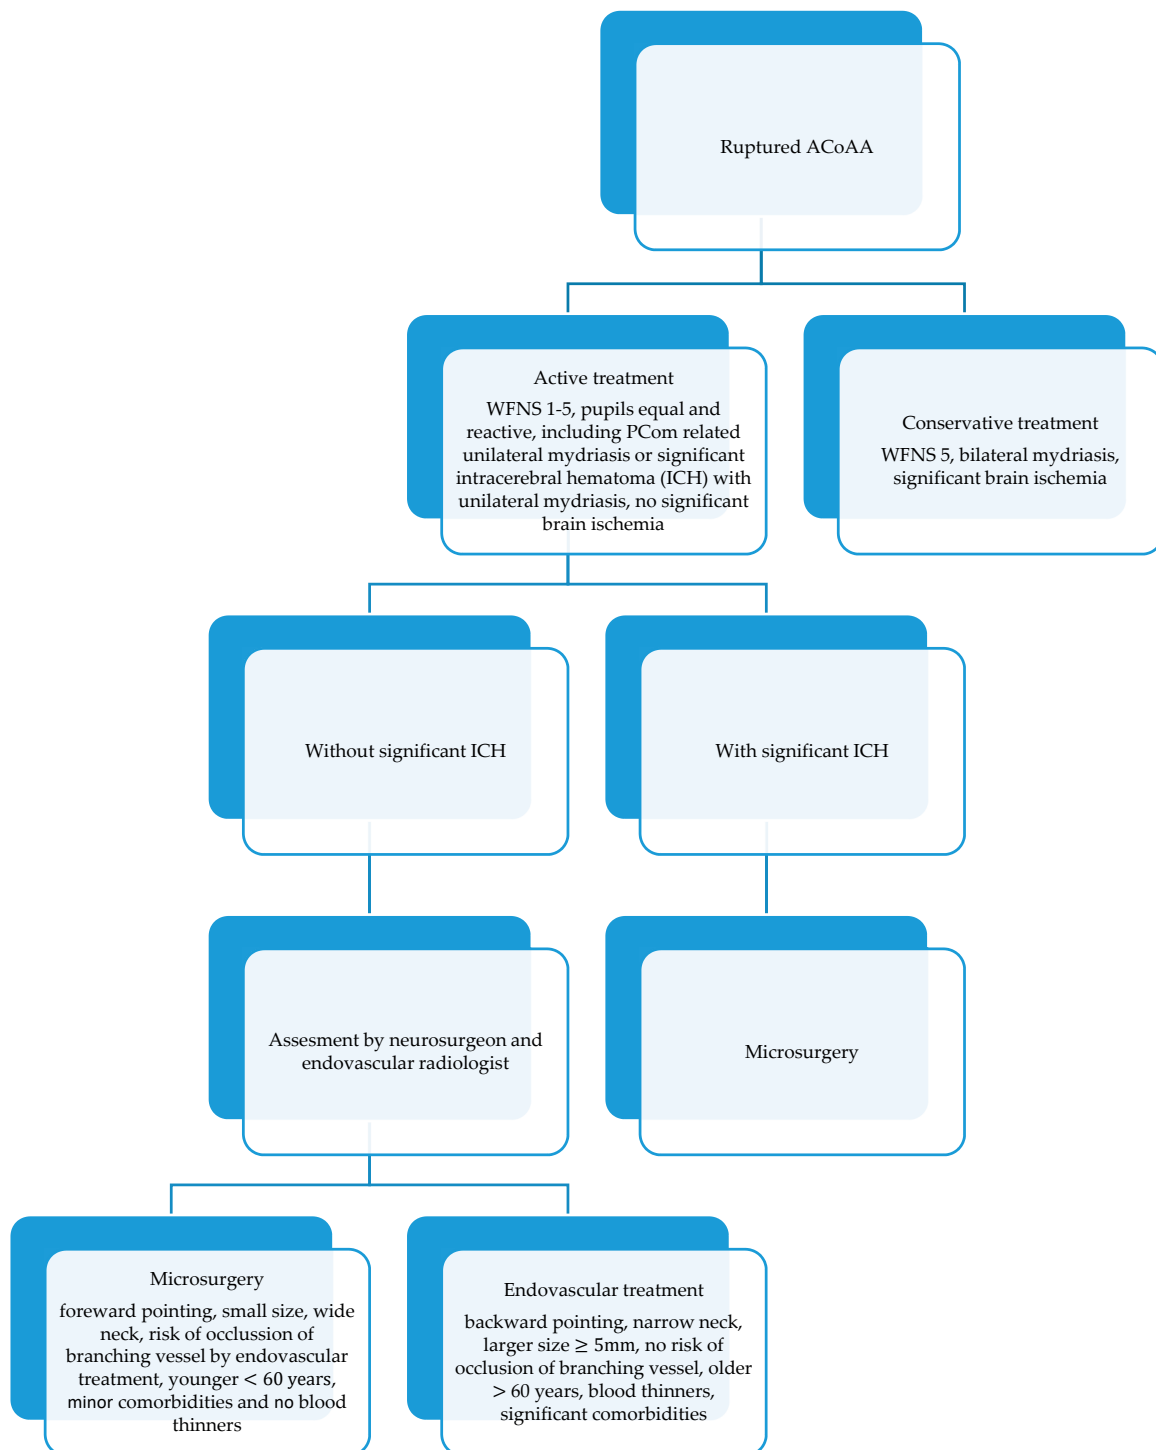 Ruptured ACoAA
Active treatment
WFNS 1-5, pupils equal and
reactive, including PCom related
unilateral mydriasis or significant
intracerebral hematoma (ICH) with
unilateral mydriasis, no significant
brain ischemia
Conservative treatment
WFNS 5, bilateral mydriasis,
significant brain ischemia
Without significant ICH
With significant ICH
Assesment by neurosurgeon and
endovascular radiologist
Microsurgery
Microsurgery
foreward pointing, small size, wide
neck, risk of occlussion of
branching vessel by endovascular
treatment, younger < 60 years,
minor comorbidities and no blood
thinners
Endovascular treatment
backward pointing, narrow neck,
larger size ≥ 5mm, no risk of
occlusion of branching vessel, older
> 60 years, blood thinners,
significant comorbidities